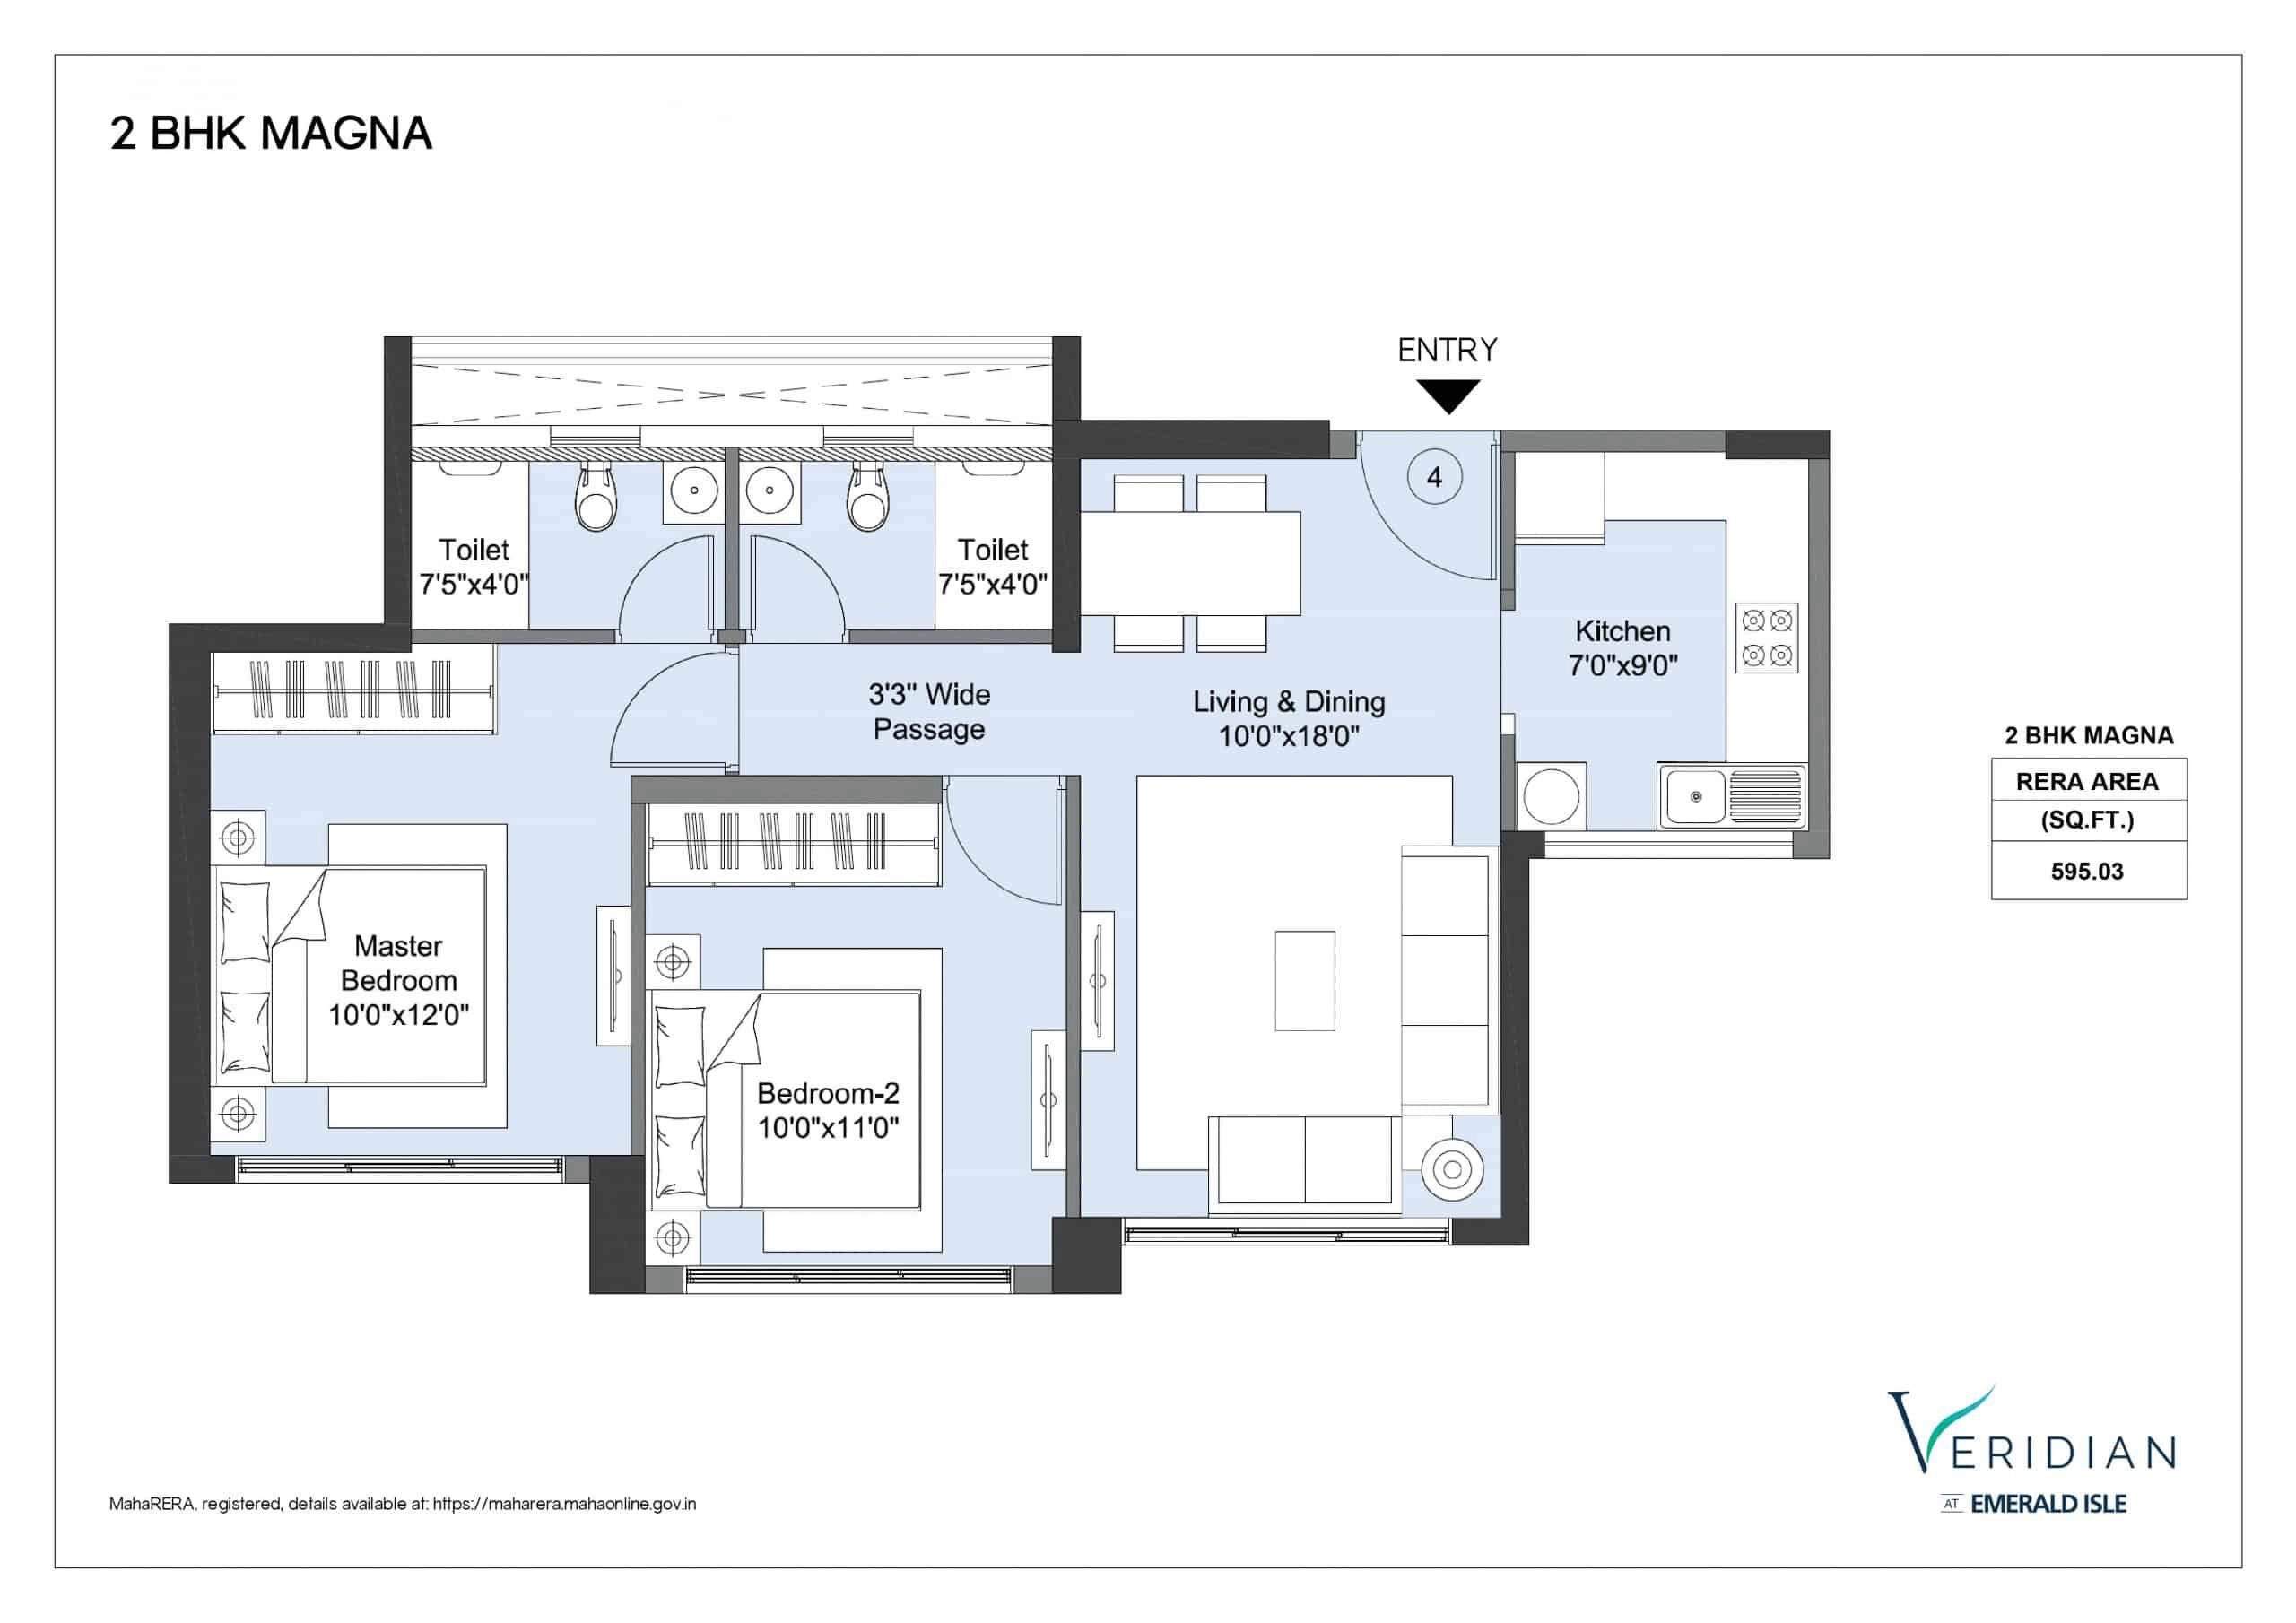 2 BHK MAGNA
ENTRY
4
Toilet
7'5"x4'0"
Toilet
7'5"x4'0"
Kitchen
7'0"x9'0"
3'3" Wide
Passage
Living & Dining
10'0"x18'0"
Master
Bedroom
10'0"x12'0"
Bedroom-2
10'0"x11'0"
2 BHK MAGNA
RERA AREA
(SQ.FT.)
595.03
VERIDIAN
AT EMERALD ISLE
MahaRERA, registered, details available at: https://maharera.mahaonline.gov.in